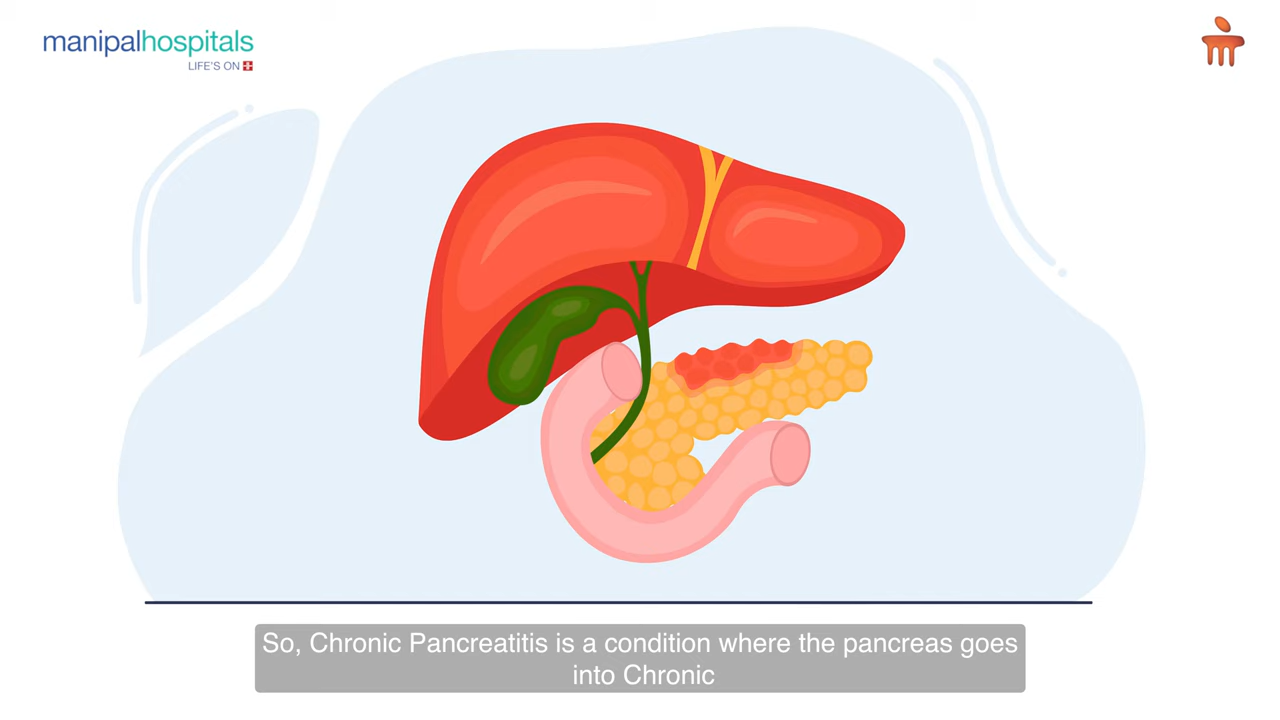 manipalhospitals
LIFE'S ON
So, Chronic Pancreatitis is a condition where the pancreas goes
into Chronic